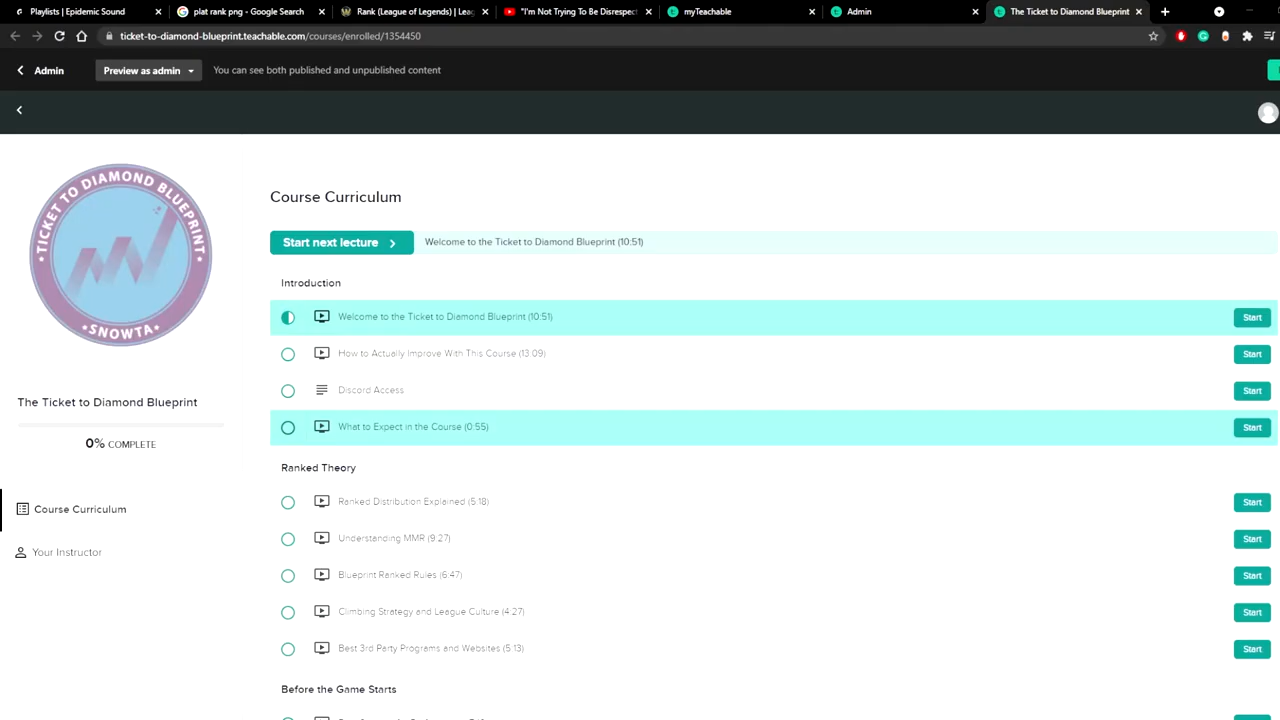 Playlists | Epidemic Sound
plat rank png - Google Search
Rank (League of Legends) | Leag
"I'm Not Trying To Be Disrespect
myTeachable
Admin
The Ticket to Diamond Blueprint
ticket-to-diamond-blueprint.teachable.com/courses/enrolled/1354450
Admin
Preview as admin
You can see both published and unpublished content
TICKET TO DIAMOND BLUEPRINT
SNOWTA
The Ticket to Diamond Blueprint
0% COMPLETE
Course Curriculum
Your Instructor
Course Curriculum
Start next lecture
Welcome to the Ticket to Diamond Blueprint (10:51)
Introduction
Welcome to the Ticket to Diamond Blueprint (10:51) Start
How to Actually Improve With This Course (13:09) Start
Discord Access Start
What to Expect in the Course (0:55) Start
Ranked Theory
Ranked Distribution Explained (5:18) Start
Understanding MMR (9:27) Start
Blueprint Ranked Rules (6:47) Start
Climbing Strategy and League Culture (4:27) Start
Best 3rd Party Programs and Websites (5:13) Start
Before the Game Starts